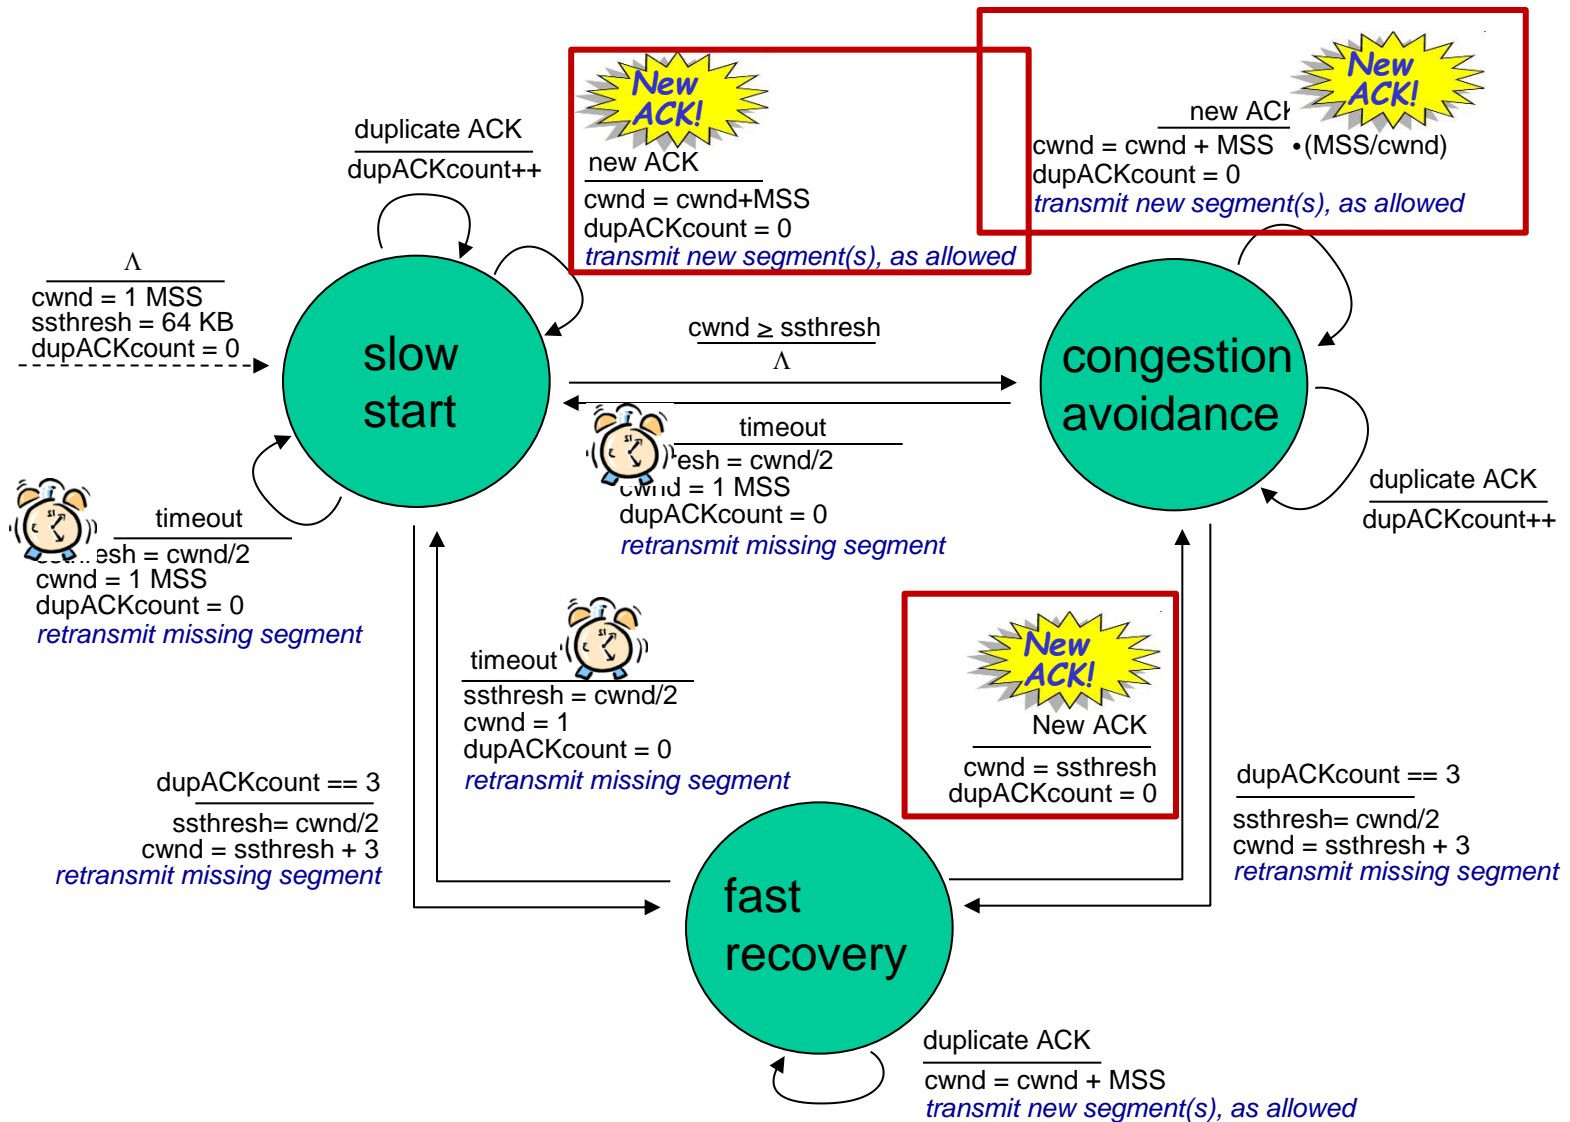 New
ACK!
new ACK
cwnd = cwnd+MSS
dupACKcount = 0
transmit new segment(s), as allowed
New
ACK!
new
cwnd = cwnd + MSS •(MSS/cwnd)
dupACKcount = 0
transmit new segment(s), as allowed
duplicate ACK
dupACKcount++
Λ
cwnd = 1 MSS
ssthresh = 64 KB
dupACKcount = 0
slow
start
cwnd ≥ ssthresh
Λ
congestion
avoidance
timeout
= cwnd/2
cwnd = 1 MSS
dupACKcount = 0
retransmit missing segment
duplicate ACK
dupACKcount++
timeout
= cwnd/2
cwnd = 1 MSS
dupACKcount = 0
retransmit missing segment
timeout
ssthresh = cwnd/2
cwnd = 1
dupACKcount = 0
retransmit missing segment
New
ACK!
New ACK
cwnd = ssthresh
dupACKcount = 0
dupACKcount == 3
ssthresh= cwnd/2
cwnd = ssthresh + 3
retransmit missing segment
dupACKcount == 3
ssthresh= cwnd/2
cwnd = ssthresh + 3
retransmit missing segment
fast
recovery
duplicate ACK
cwnd = cwnd + MSS
transmit new segment(s), as allowed